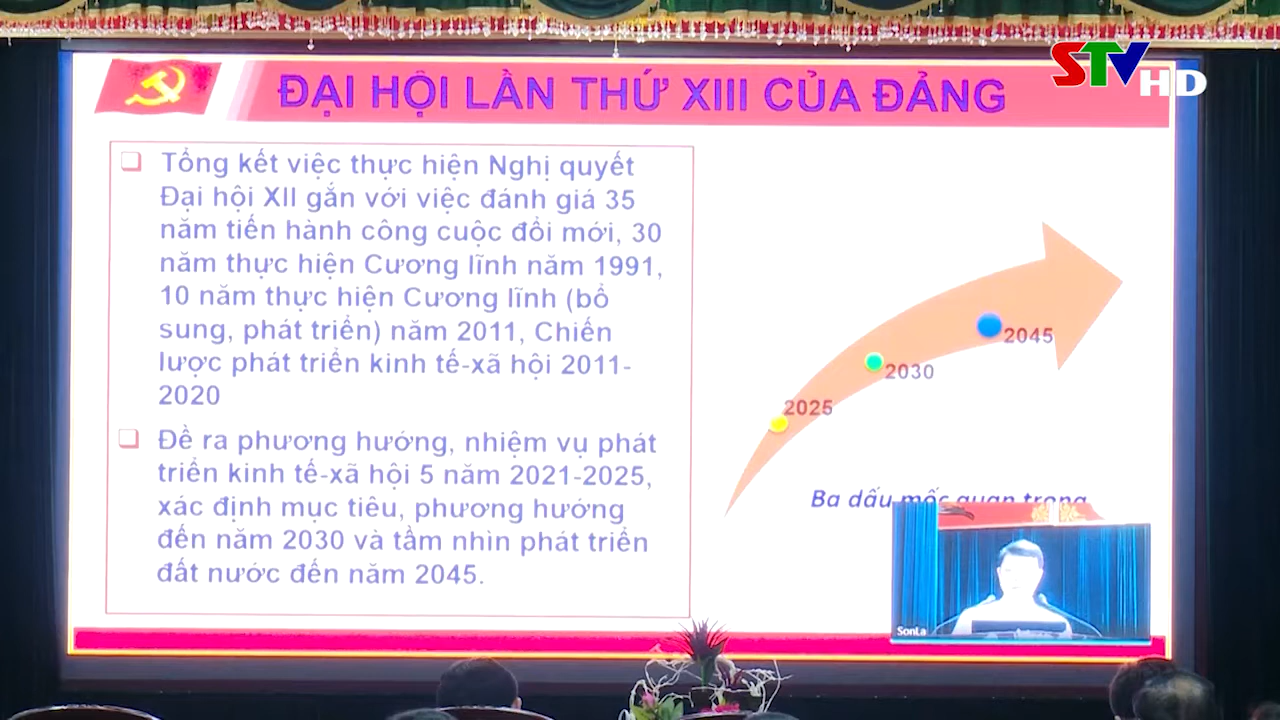 STV HD
ĐẠI HỘI LẦN THỨ XIII CỦA ĐẢNG
Tổng kết việc thực hiện Nghị quyết
Đại hội XII gắn với việc đánh giá 35
năm tiến hành công cuộc đổi mới, 30
năm thực hiện Cương lĩnh năm 1991,
10 năm thực hiện Cương lĩnh (bổ
sung, phát triển) năm 2011, Chiến
lược phát triển kinh tế-xã hội 2011-
2020
Đề ra phương hướng, nhiệm vụ phát
triển kinh tế-xã hội 5 năm 2021-2025,
xác định mục tiêu, phương hướng
đến năm 2030 và tầm nhìn phát triển
đất nước đến năm 2045.
2045
2030
2025
Ba dấu mốc quan trọng
SonLa